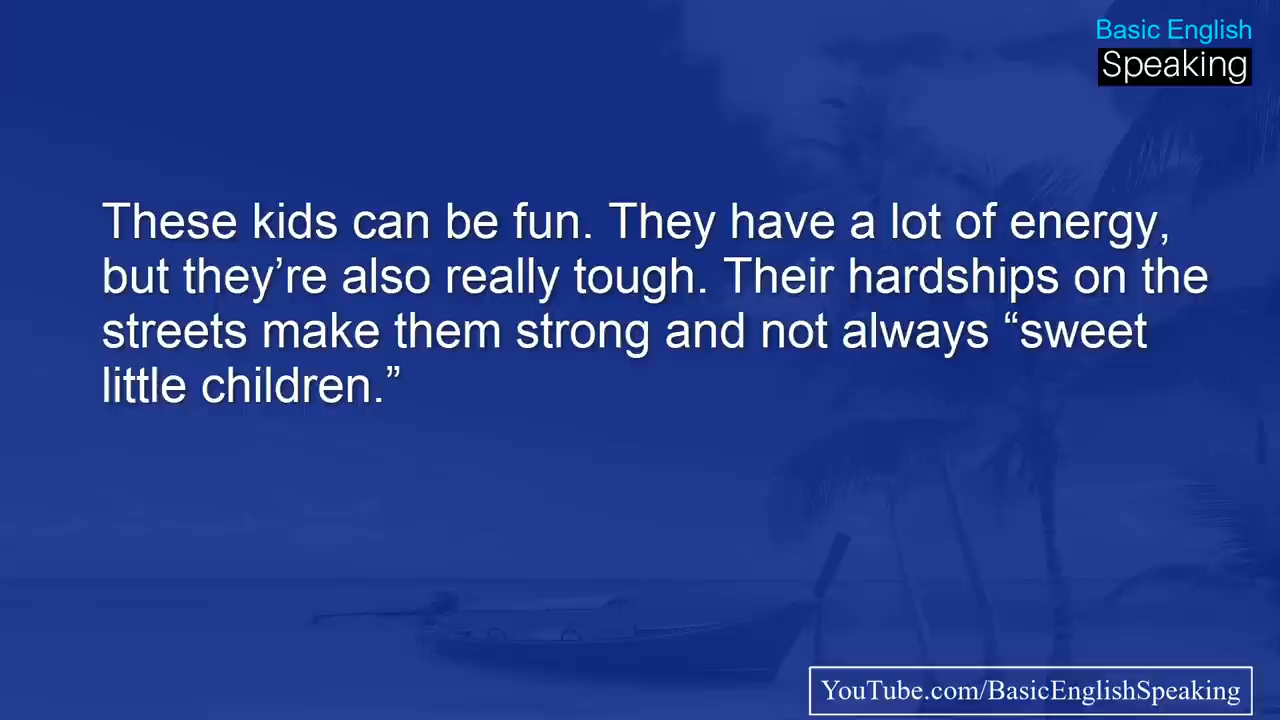 Basic English
Speaking
These kids can be fun. They have a lot of energy,
but they’re also really tough. Their hardships on the
streets make them strong and not always “sweet
little children.”
YouTube.com/BasicEnglishSpeaking